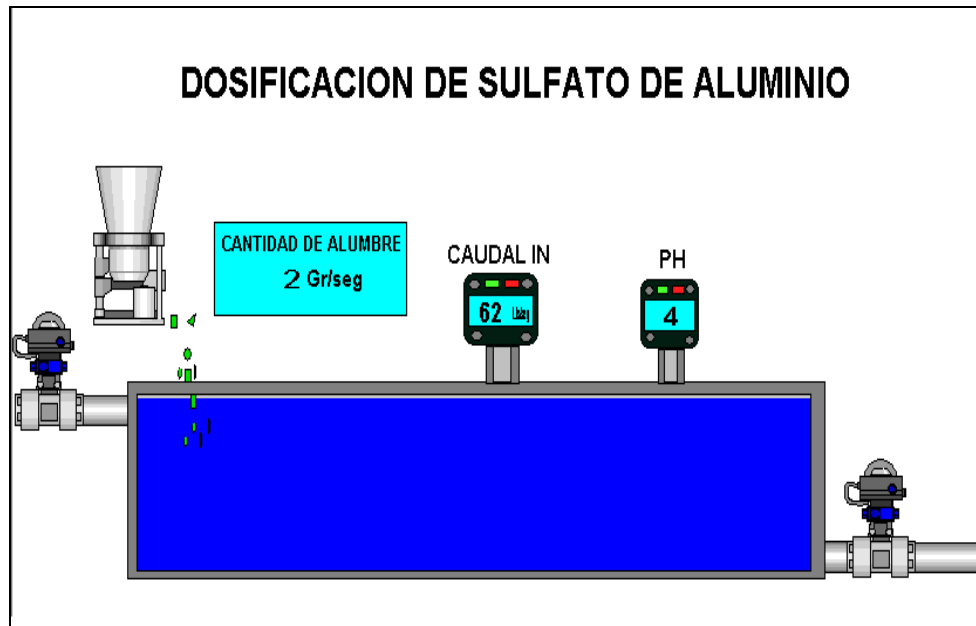 DOSIFICACION DE SULFATO DE ALUMINIO
CANTIDAD DE ALUMBRE
2 Gr/seg
CAUDAL IN
62
PH
4